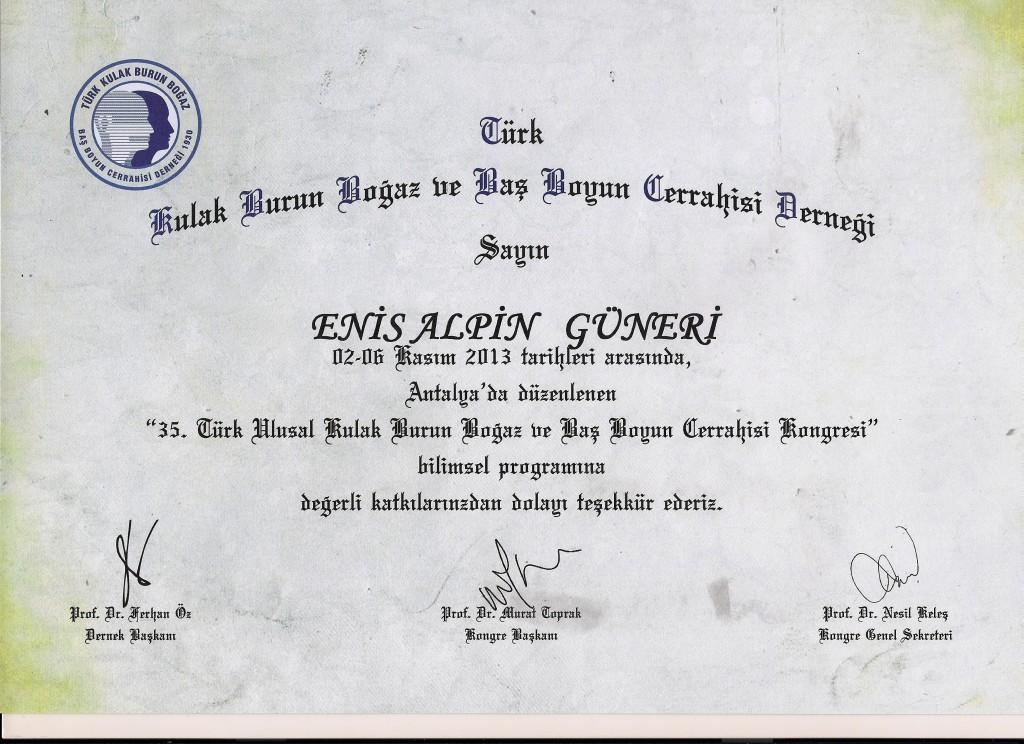 TÜRK KULAK BURUN BOĞAZ
BAŞ BOYUN CERRAHİSİ DERNEĞİ 1930
Türk
Kulak Burun Boğaz ve Baş Boyun Cerrahisi Derneği
Sayın
ENİS ALPİN GÜNERİ
02-06 Kasım 2013 tarihleri arasında,
Antalya'da düzenlenen
“35. Türk Ulusal Kulak Burun Boğaz ve Baş Boyun Cerrahisi Kongresi”
bilimsel programına
değerli katkılarınızdan dolayı teşekkür ederiz.
Prof. Dr. Ferhan Öz
Dernek Başkanı
Prof. Dr. Murat Toprak
Kongre Başkanı
Prof. Dr. Nesil Keleş
Kongre Genel Sekreteri